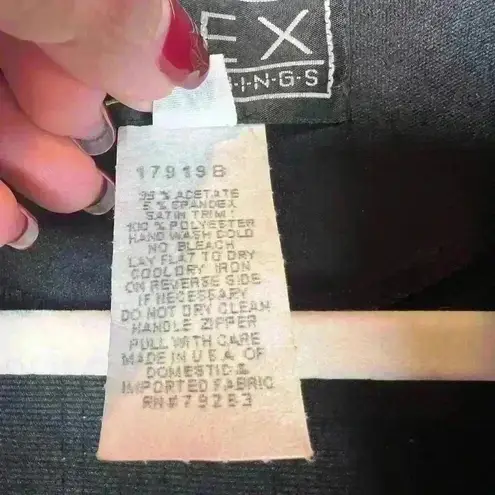 EX
I-N-G-S
17919B
95 % ACETATE
5 % SPANDEX
SATIN TRIM:
100 % POLYESTER
HAND WASH COLD
NO BLEACH
LAY FLAT TO DRY
COOL DRY IRON
ON REVERSE SIDE
IF NECESSARY
DO NOT DRY CLEAN
HANDLE ZIPPER
PULL WITH CARE
MADE IN U.S.A. OF
DOMESTIC &
IMPORTED FABRIC
RN#79283